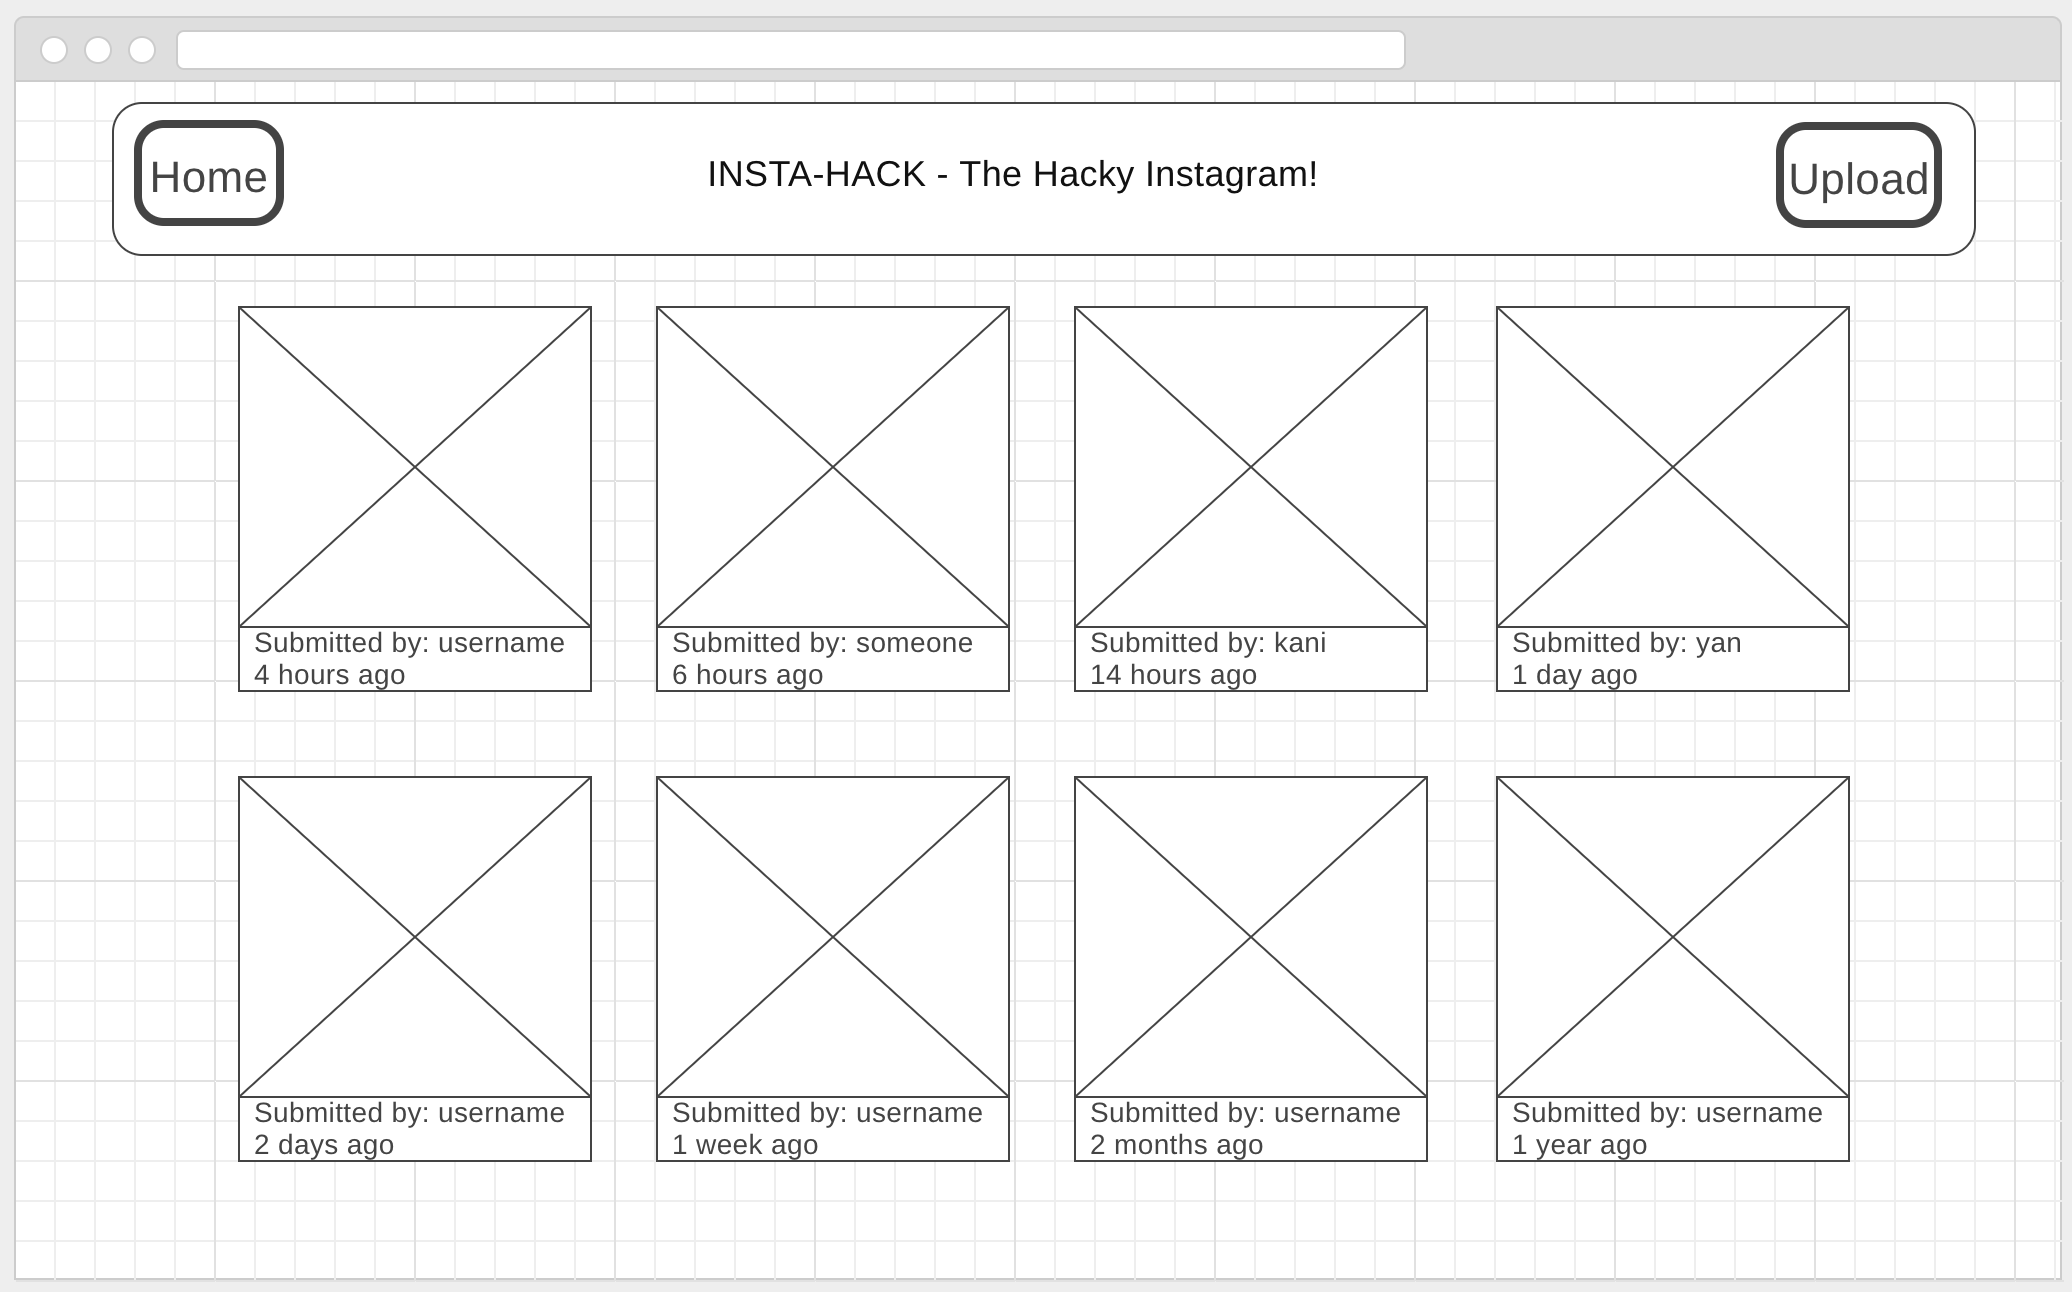 Home
INSTA-HACK - The Hacky Instagram!
Upload
Submitted by: username
4 hours ago
Submitted by: someone
6 hours ago
Submitted by: kani
14 hours ago
Submitted by: yan
1 day ago
Submitted by: username
2 days ago
Submitted by: username
1 week ago
Submitted by: username
2 months ago
Submitted by: username
1 year ago